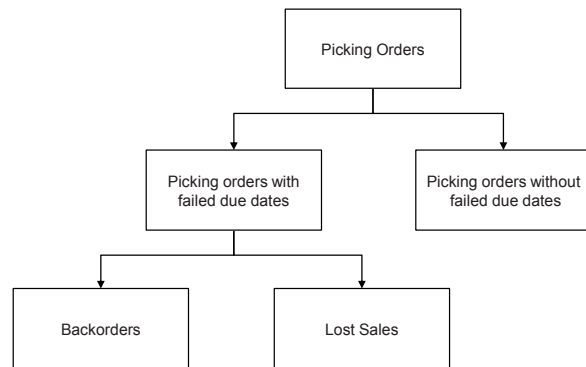 Picking Orders
Picking orders with
failed due dates
Picking orders without
failed due dates
Backorders
Lost Sales